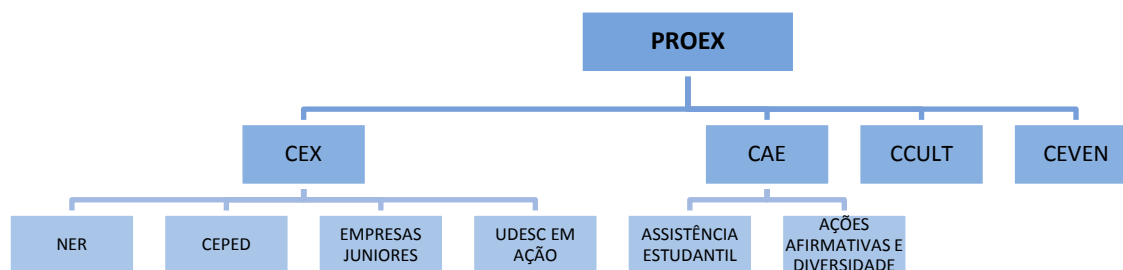 PROEX
CEX
CAE
CCULT
CEVEN
NER
CEPED
EMPRESAS
JUNIORES
UDESC EM
AÇÃO
ASSISTÊNCIA
ESTUDANTIL
AÇÕES
AFIRMATIVAS E
DIVERSIDADE